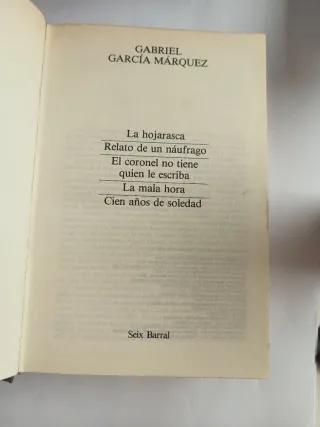 GABRIEL
GARCÍA MÁRQUEZ
La hojarasca
Relato de un náufrago
El coronel no tiene
quien le escriba
La mala hora
Cien años de soledad
Seix Barral